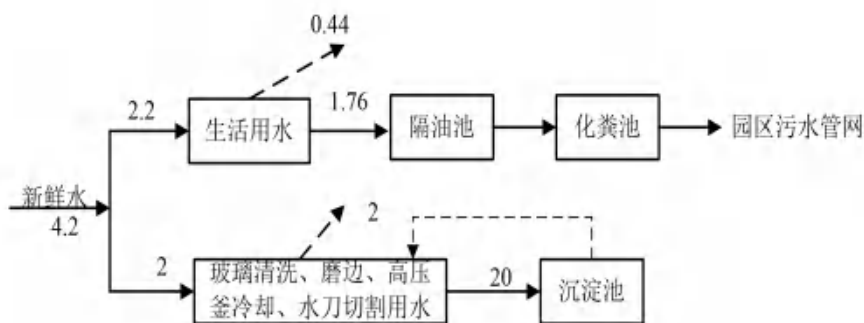 0.44
2.2
生活用水
1.76
隔油池
化粪池
园区污水管网
新鲜水
4.2
2
2
玻璃清洗、磨边、高压
釜冷却、水刀切割用水
20
沉淀池